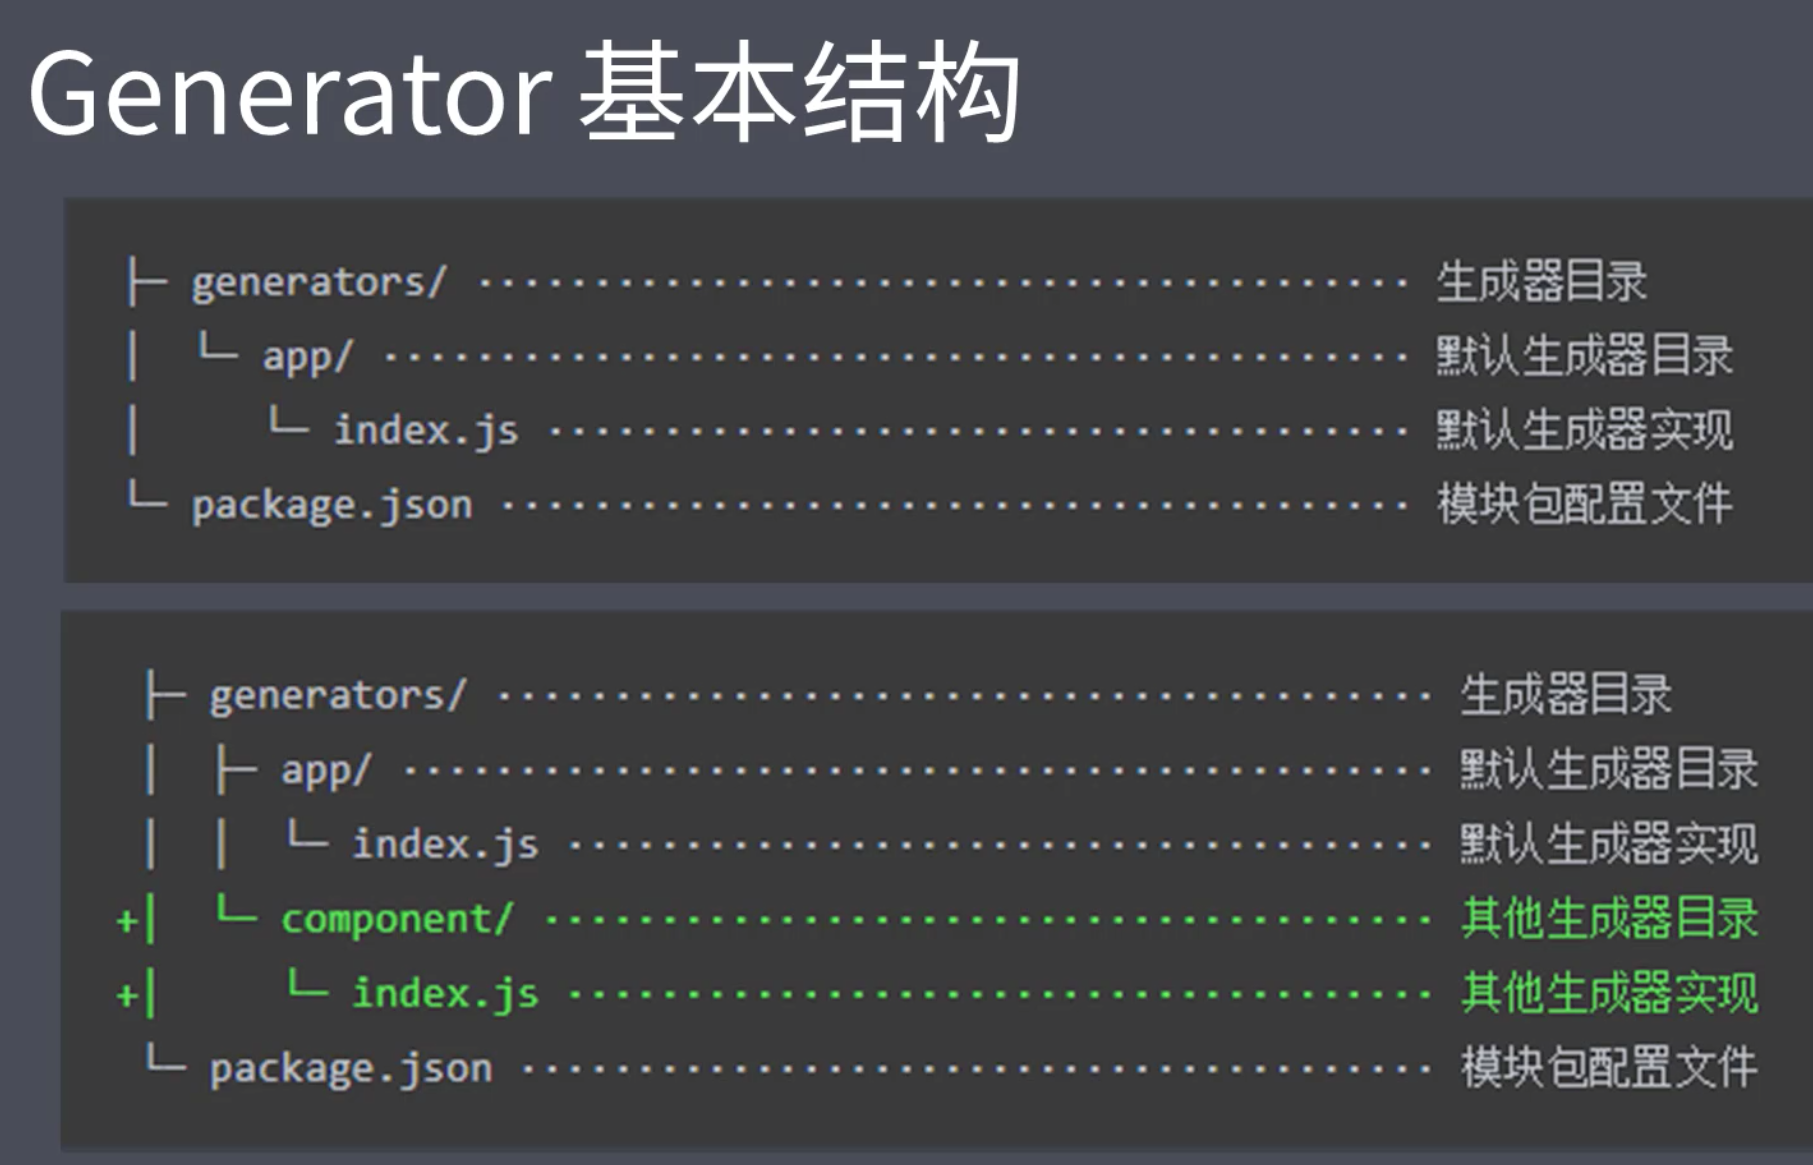 Generator 基本结构
├─ generators/ ········································ 生成器目录
│  └─ app/ ············································ 默认生成器目录
│     └─ index.js ····································· 默认生成器实现
└─ package.json ······································· 模块包配置文件
├─ generators/ ········································ 生成器目录
│  ├─ app/ ············································ 默认生成器目录
│  │  └─ index.js ····································· 默认生成器实现
+│  └─ component/ ······································ 其他生成器目录
+│     └─ index.js ····································· 其他生成器实现
└─ package.json ······································· 模块包配置文件